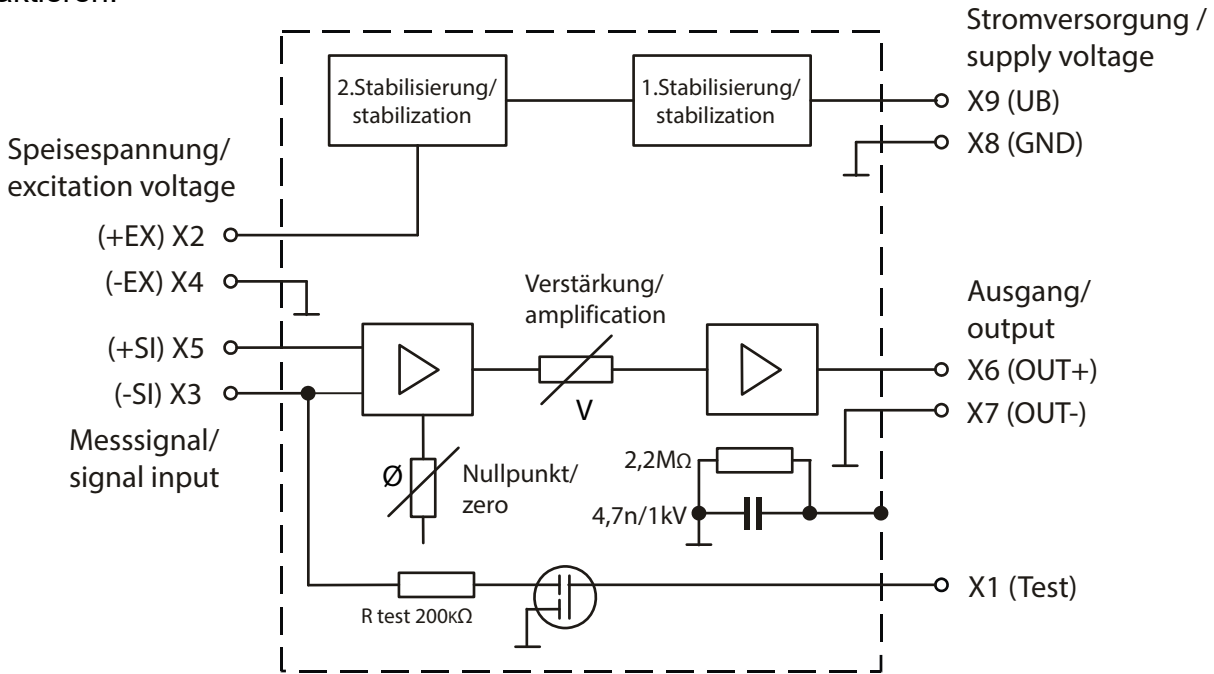 Stromversorgung /
supply voltage
2.Stabilisierung/
stabilization
1.Stabilisierung/
stabilization
X9 (UB)
X8 (GND)
Speisespannung/
excitation voltage
(+EX) X2
(-EX) X4
Verstärkung/
amplification
Ausgang/
output
(+SI) X5
(-SI) X3
V
X6 (OUT+)
X7 (OUT-)
Messsignal/
signal input
Ø
Nullpunkt/
zero
2,2MΩ
4,7n/1kV
R test 200KΩ
X1 (Test)